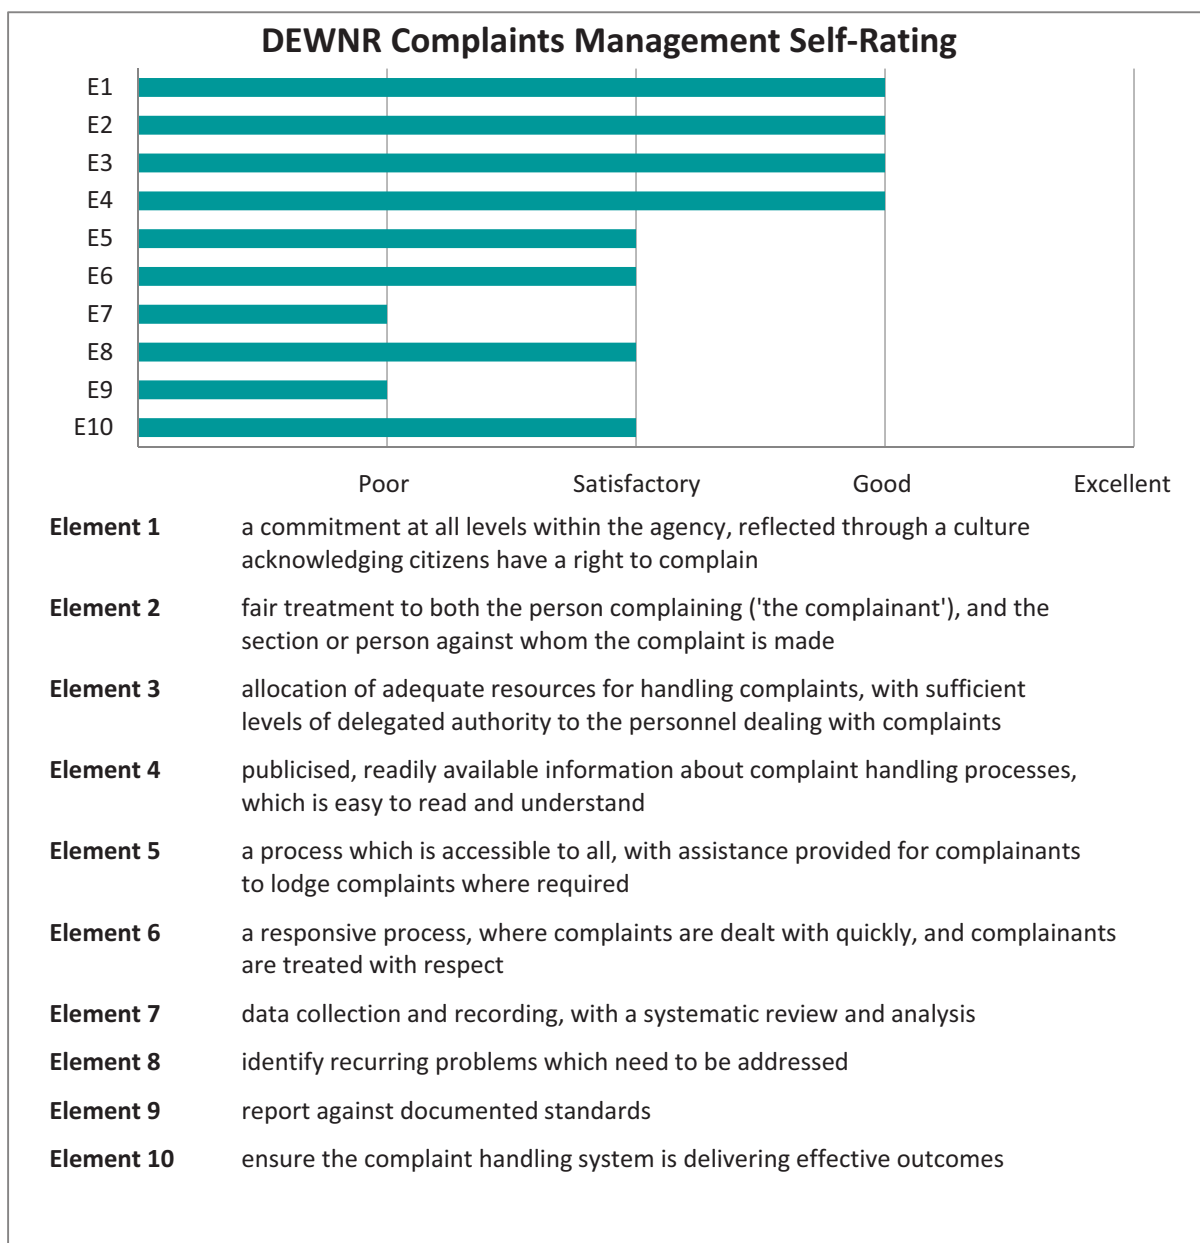 DEWNR Complaints Management Self-Rating
E1
E2
E3
E4
E5
E6
E7
E8
E9
E10
Poor Satisfactory Good Excellent
Element 1 a commitment at all levels within the agency, reflected through a culture
acknowledging citizens have a right to complain
Element 2 fair treatment to both the person complaining ('the complainant'), and the
section or person against whom the complaint is made
Element 3 allocation of adequate resources for handling complaints, with sufficient
levels of delegated authority to the personnel dealing with complaints
Element 4 publicised, readily available information about complaint handling processes,
which is easy to read and understand
Element 5 a process which is accessible to all, with assistance provided for complainants
to lodge complaints where required
Element 6 a responsive process, where complaints are dealt with quickly, and complainants
are treated with respect
Element 7 data collection and recording, with a systematic review and analysis
Element 8 identify recurring problems which need to be addressed
Element 9 report against documented standards
Element 10 ensure the complaint handling system is delivering effective outcomes